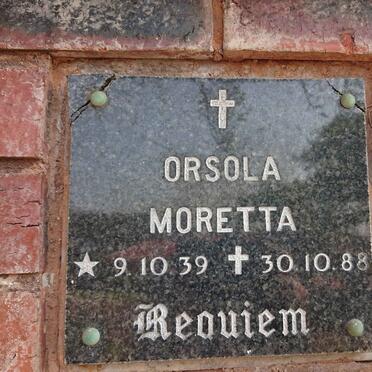 ORSOLA
MORETTA
9.10.39 30.10.88
Requiem